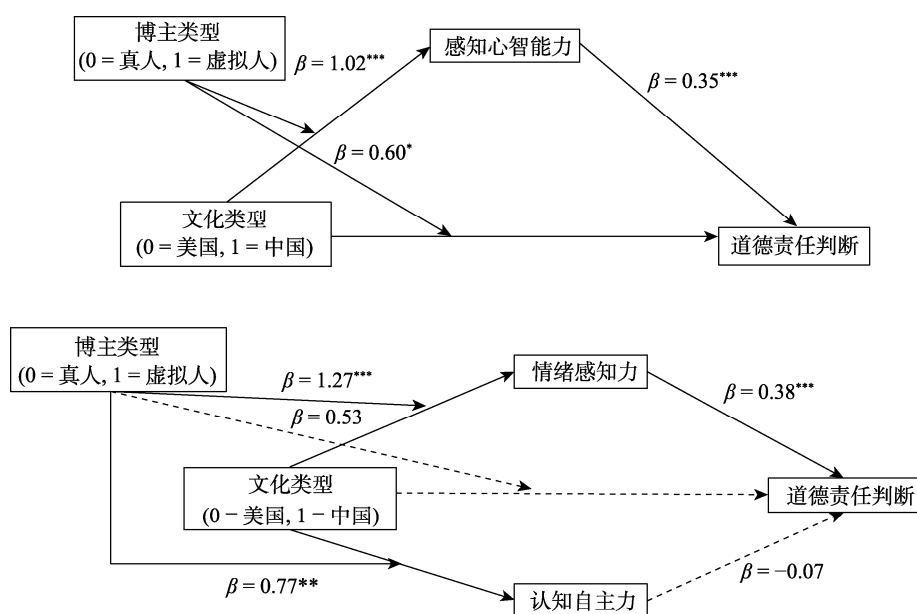 博主类型
(0 = 真人, 1 = 虚拟人)
感知心智能力
β = 1.02***
β = 0.35***
β = 0.60*
文化类型
(0 = 美国, 1 = 中国)
道德责任判断
博主类型
(0 = 真人, 1 = 虚拟人)
情绪感知力
β = 1.27***
β = 0.38***
β = 0.53
文化类型
(0 − 美国, 1 − 中国)
道德责任判断
β = 0.77**
β = −0.07
认知自主力